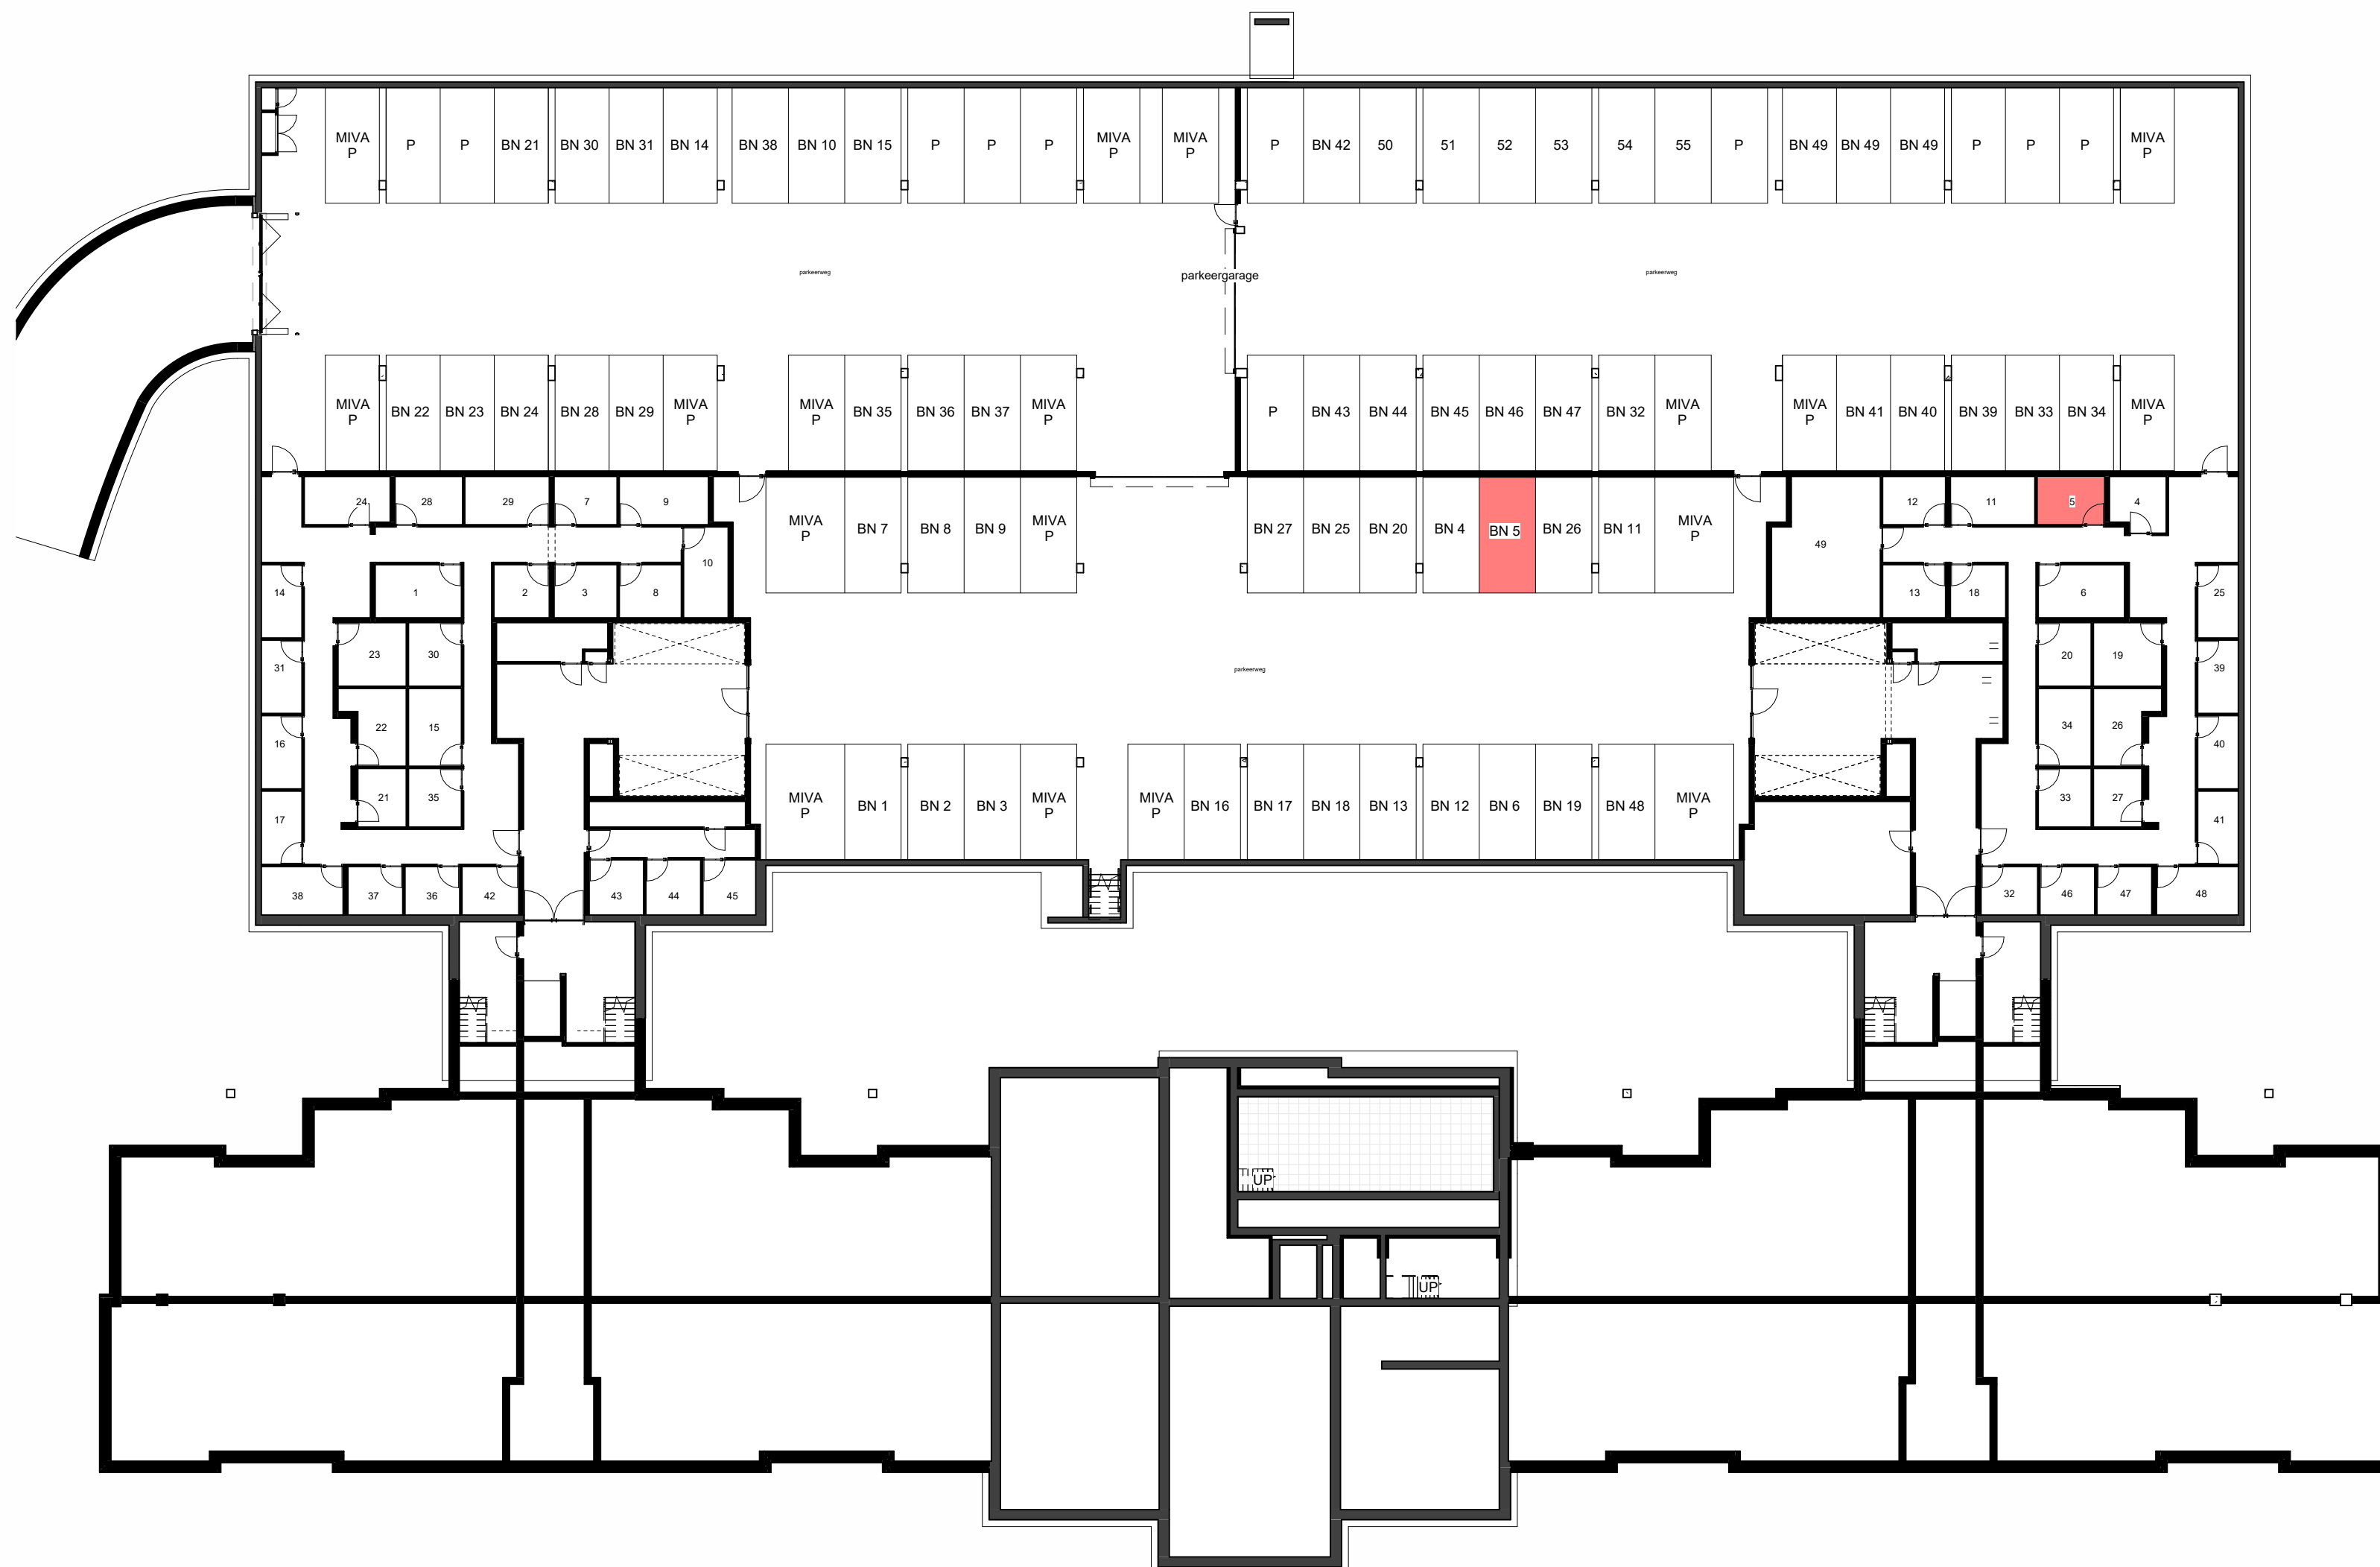 MIVA
P
P
P
BN 21
BN 30
BN 31
BN 14
BN 38
BN 10
BN 15
P
P
P
MIVA
P
MIVA
P
P
BN 42
50
51
52
53
54
55
P
BN 49
BN 49
BN 49
P
P
P
MIVA
P
parkeerweg
parkeergarage
parkeerweg
MIVA
P
BN 22
BN 23
BN 24
BN 28
BN 29
MIVA
P
MIVA
P
BN 35
BN 36
BN 37
MIVA
P
P
BN 43
BN 44
BN 45
BN 46
BN 47
BN 32
MIVA
P
MIVA
P
BN 41
BN 40
BN 39
BN 33
BN 34
MIVA
P
24
28
29
7
9
MIVA
P
BN 7
BN 8
BN 9
MIVA
P
BN 27
BN 25
BN 20
BN 4
BN 5
BN 26
BN 11
MIVA
P
49
12
11
5
4
10
14
1
2
3
8
13
18
6
25
23
30
20
19
31
39
22
15
34
26
16
40
parkeerweg
21
35
33
27
17
41
MIVA
P
BN 1
BN 2
BN 3
MIVA
P
MIVA
P
BN 16
BN 17
BN 18
BN 13
BN 12
BN 6
BN 19
BN 48
MIVA
P
38
37
36
42
43
44
45
32
46
47
48
UP
UP